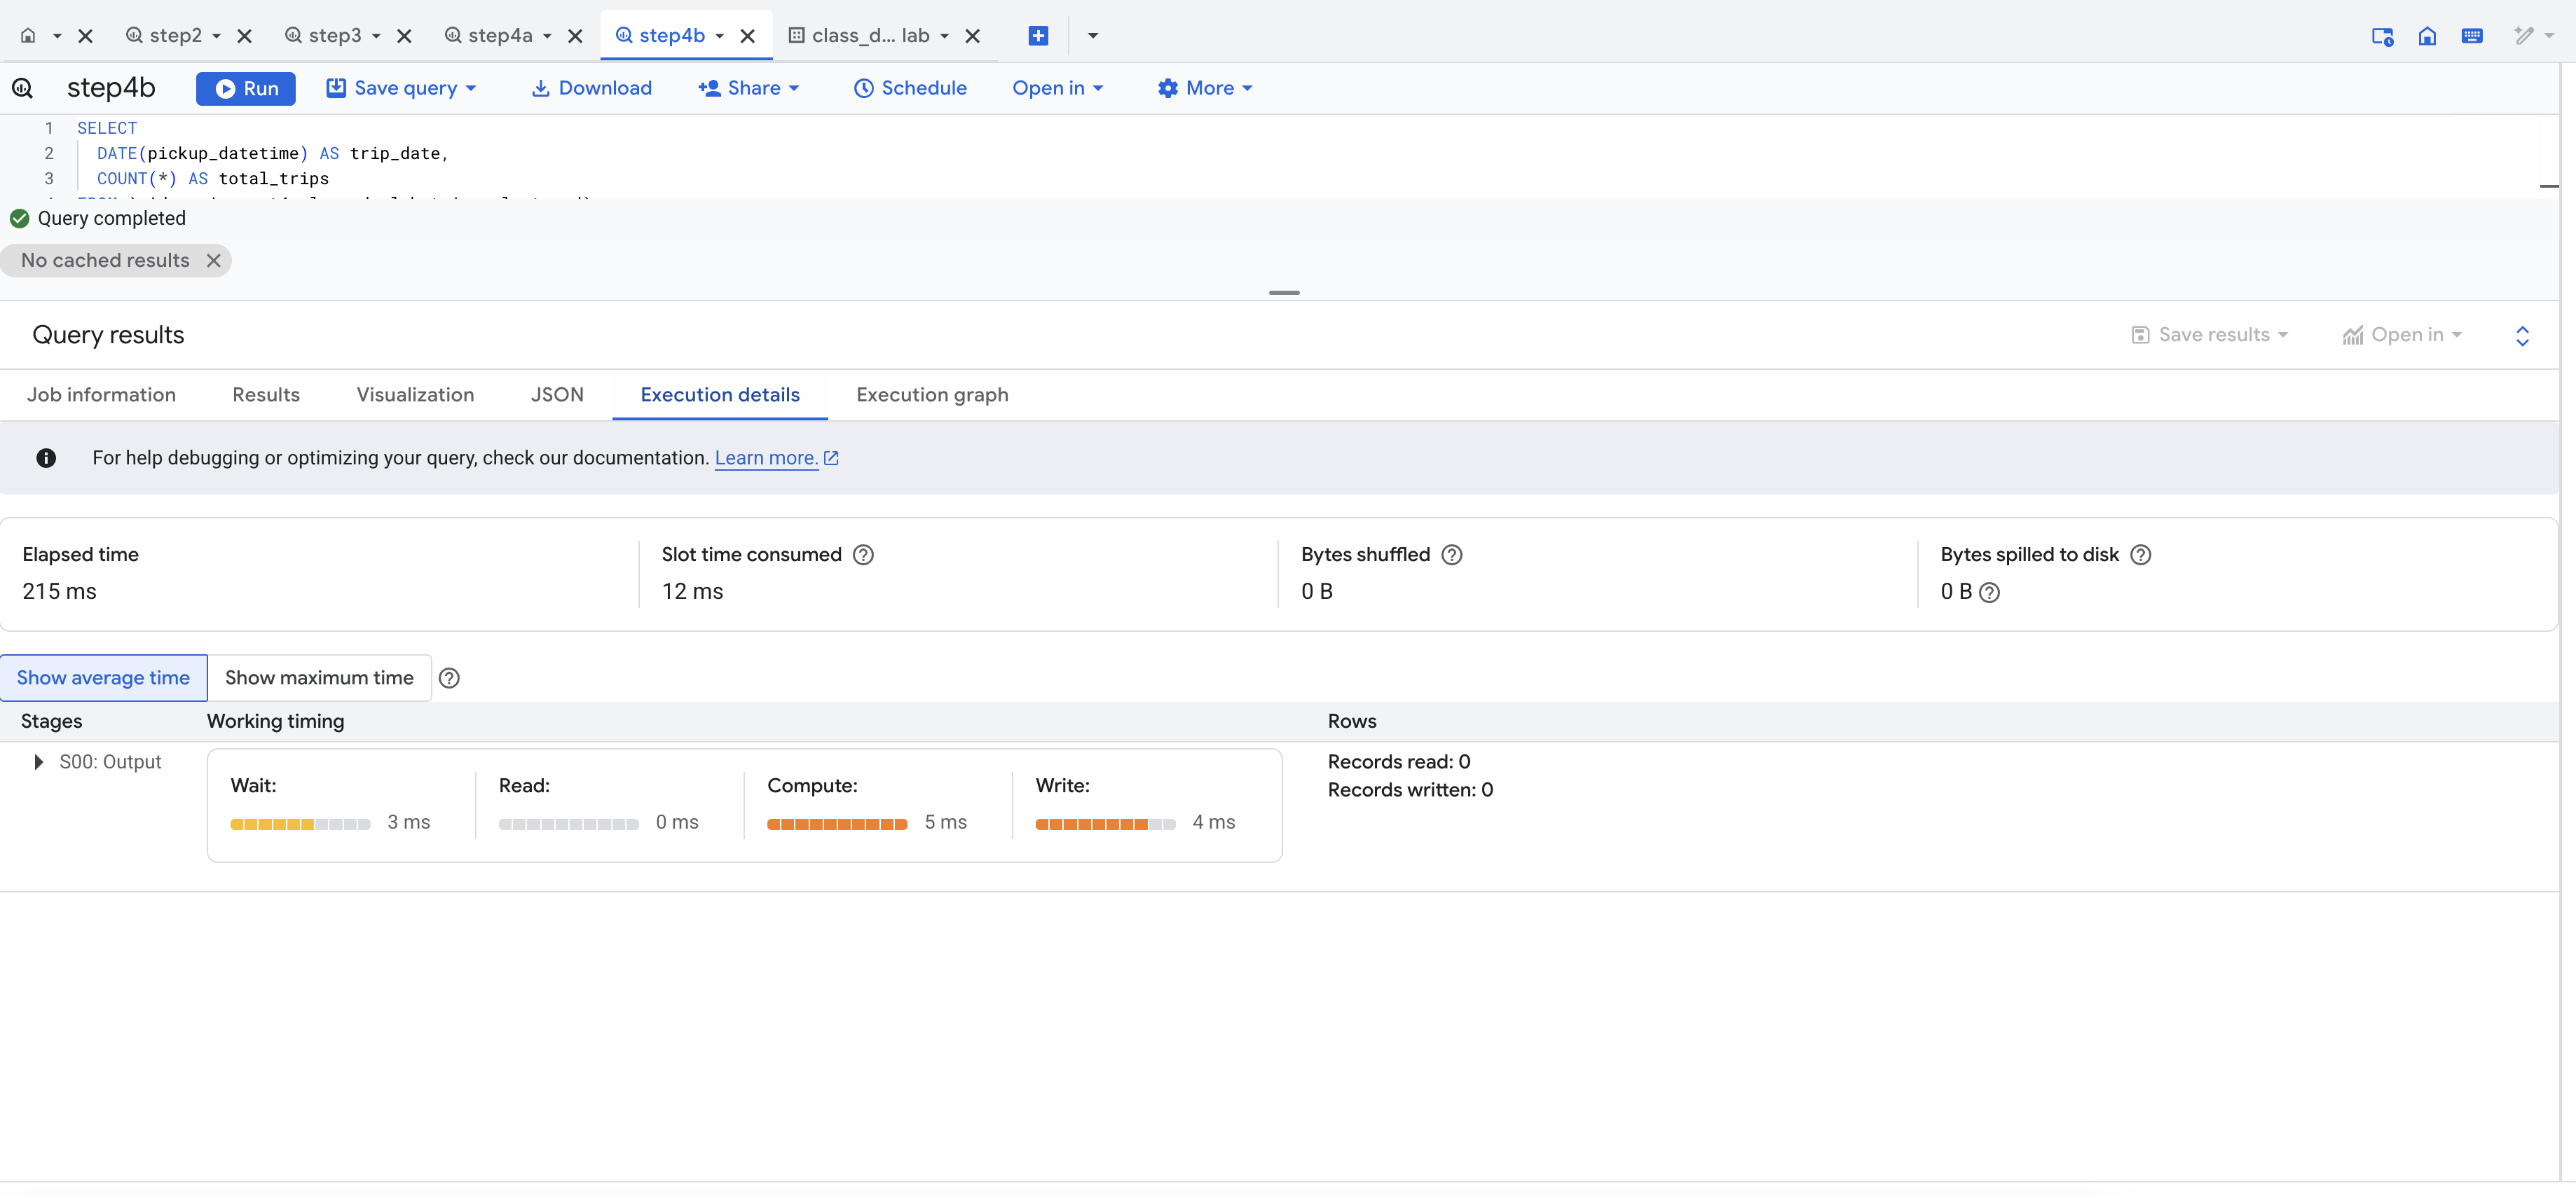 step2
step3
step4a
step4b
class_d... lab
step4b
Run
Save query
Download
Share
Schedule
Open in
More
1 SELECT
2 DATE(pickup_datetime) AS trip_date,
3 COUNT(*) AS total_trips
Query completed
No cached results
Query results
Save results
Open in
Job information
Results
Visualization
JSON
Execution details
Execution graph
For help debugging or optimizing your query, check our documentation. Learn more.
Elapsed time
215 ms
Slot time consumed
12 ms
Bytes shuffled
0 B
Bytes spilled to disk
0 B
Show average time
Show maximum time
Stages
Working timing
Rows
S00: Output
Wait:
3 ms
Read:
0 ms
Compute:
5 ms
Write:
4 ms
Records read: 0
Records written: 0